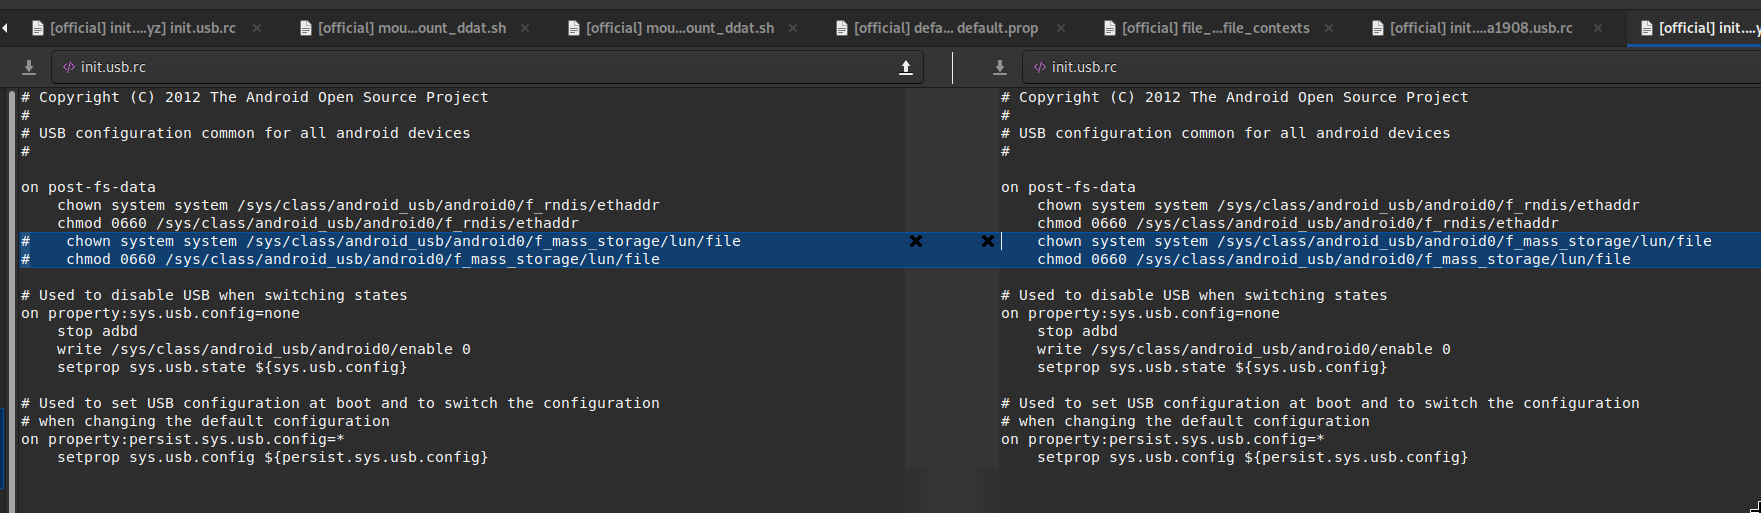 [official] init....yz] init.usb.rc
[official] mou...ount_ddat.sh
[official] mou...ount_ddat.sh
[official] defa... default.prop
[official] file_...file_contexts
[official] init....a1908.usb.rc
[official] init....y
init.usb.rc
init.usb.rc
# Copyright (C) 2012 The Android Open Source Project
#
# USB configuration common for all android devices
#
on post-fs-data
    chown system system /sys/class/android_usb/android0/f_rndis/ethaddr
    chmod 0660 /sys/class/android_usb/android0/f_rndis/ethaddr
#    chown system system /sys/class/android_usb/android0/f_mass_storage/lun/file
#    chmod 0660 /sys/class/android_usb/android0/f_mass_storage/lun/file
# Used to disable USB when switching states
on property:sys.usb.config=none
    stop adbd
    write /sys/class/android_usb/android0/enable 0
    setprop sys.usb.state ${sys.usb.config}
# Used to set USB configuration at boot and to switch the configuration
# when changing the default configuration
on property:persist.sys.usb.config=*
    setprop sys.usb.config ${persist.sys.usb.config}
# Copyright (C) 2012 The Android Open Source Project
#
# USB configuration common for all android devices
#
on post-fs-data
    chown system system /sys/class/android_usb/android0/f_rndis/ethaddr
    chmod 0660 /sys/class/android_usb/android0/f_rndis/ethaddr
    chown system system /sys/class/android_usb/android0/f_mass_storage/lun/file
    chmod 0660 /sys/class/android_usb/android0/f_mass_storage/lun/file
# Used to disable USB when switching states
on property:sys.usb.config=none
    stop adbd
    write /sys/class/android_usb/android0/enable 0
    setprop sys.usb.state ${sys.usb.config}
# Used to set USB configuration at boot and to switch the configuration
# when changing the default configuration
on property:persist.sys.usb.config=*
    setprop sys.usb.config ${persist.sys.usb.config}